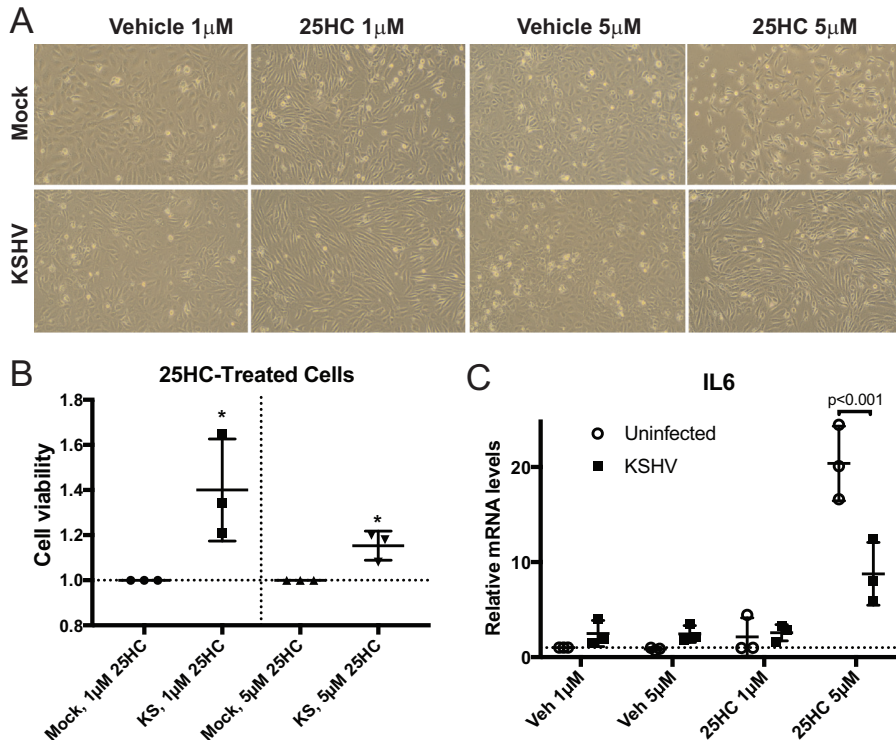 A
Vehicle 1μM
25HC 1μM
Vehicle 5μM
25HC 5μM
Mock
KSHV
B
25HC-Treated Cells
Cell viability
1.8
1.6
1.4
1.2
1.0
0.8
*
*
Mock, 1μM 25HC
KS, 1μM 25HC
Mock, 5μM 25HC
KS, 5μM 25HC
C
IL6
p<0.001
Uninfected
KSHV
Relative mRNA levels
20
10
0
Veh 1μM
Veh 5μM
25HC 1μM
25HC 5μM